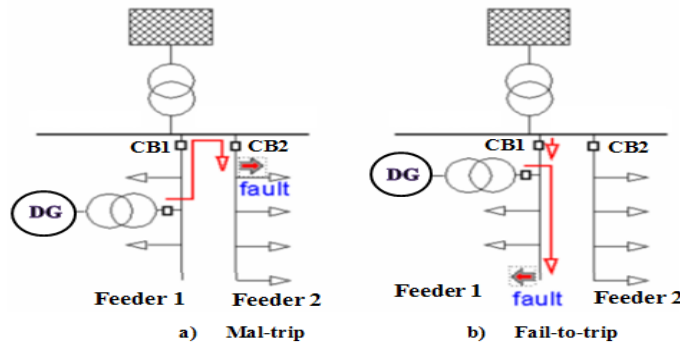 CB1 CB2
fault
DG
Feeder 1 Feeder 2
a) Mal-trip
CB1 CB2
DG
Feeder 1 Feeder 2
fault
b) Fail-to-trip